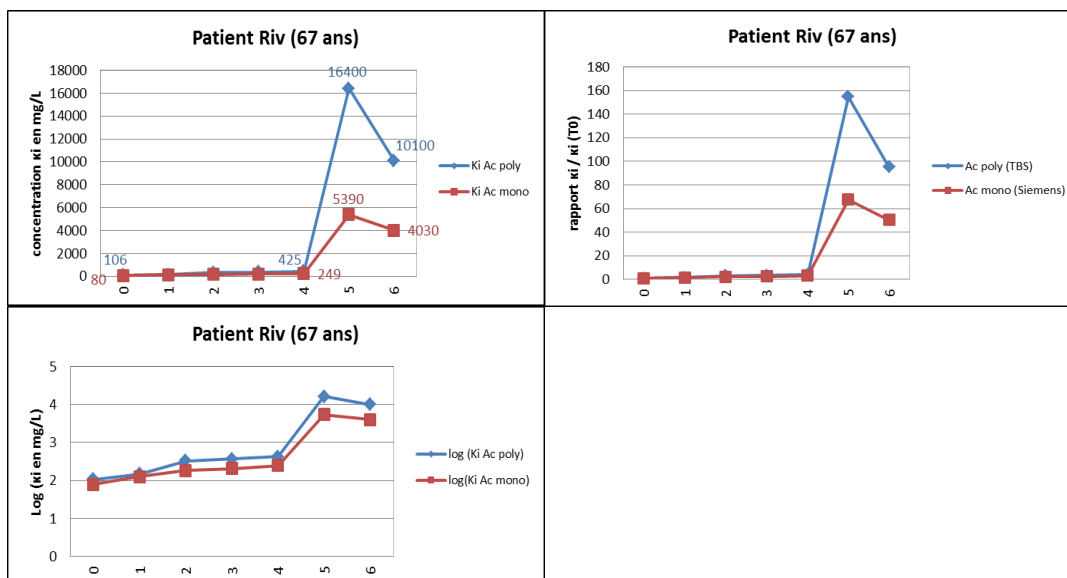 Patient Riv (67 ans)
concentration κi en mg/L
18000
16000
14000
12000
10000
8000
6000
4000
2000
0
16400
10100
5390
4030
106
425
80
249
0 1 2 3 4 5 6
Ki Ac poly
Ki Ac mono
Patient Riv (67 ans)
rapport κi / κi (T0)
180
160
140
120
100
80
60
40
20
0
0 1 2 3 4 5 6
Ac poly (TBS)
Ac mono (Siemens)
Patient Riv (67 ans)
Log (κi en mg/L)
5
4
3
2
1
0
0 1 2 3 4 5 6
log (Ki Ac poly)
log(Ki Ac mono)